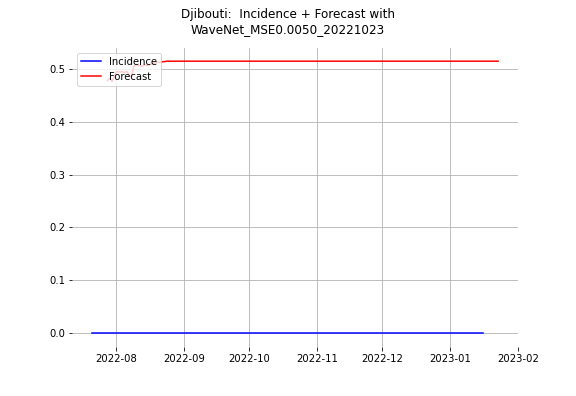 Djibouti:  Incidence + Forecast with
WaveNet_MSE0.0050_20221023
Incidence
Forecast
0.5
0.4
0.3
0.2
0.1
0.0
2022-08 2022-09 2022-10 2022-11 2022-12 2023-01 2023-02